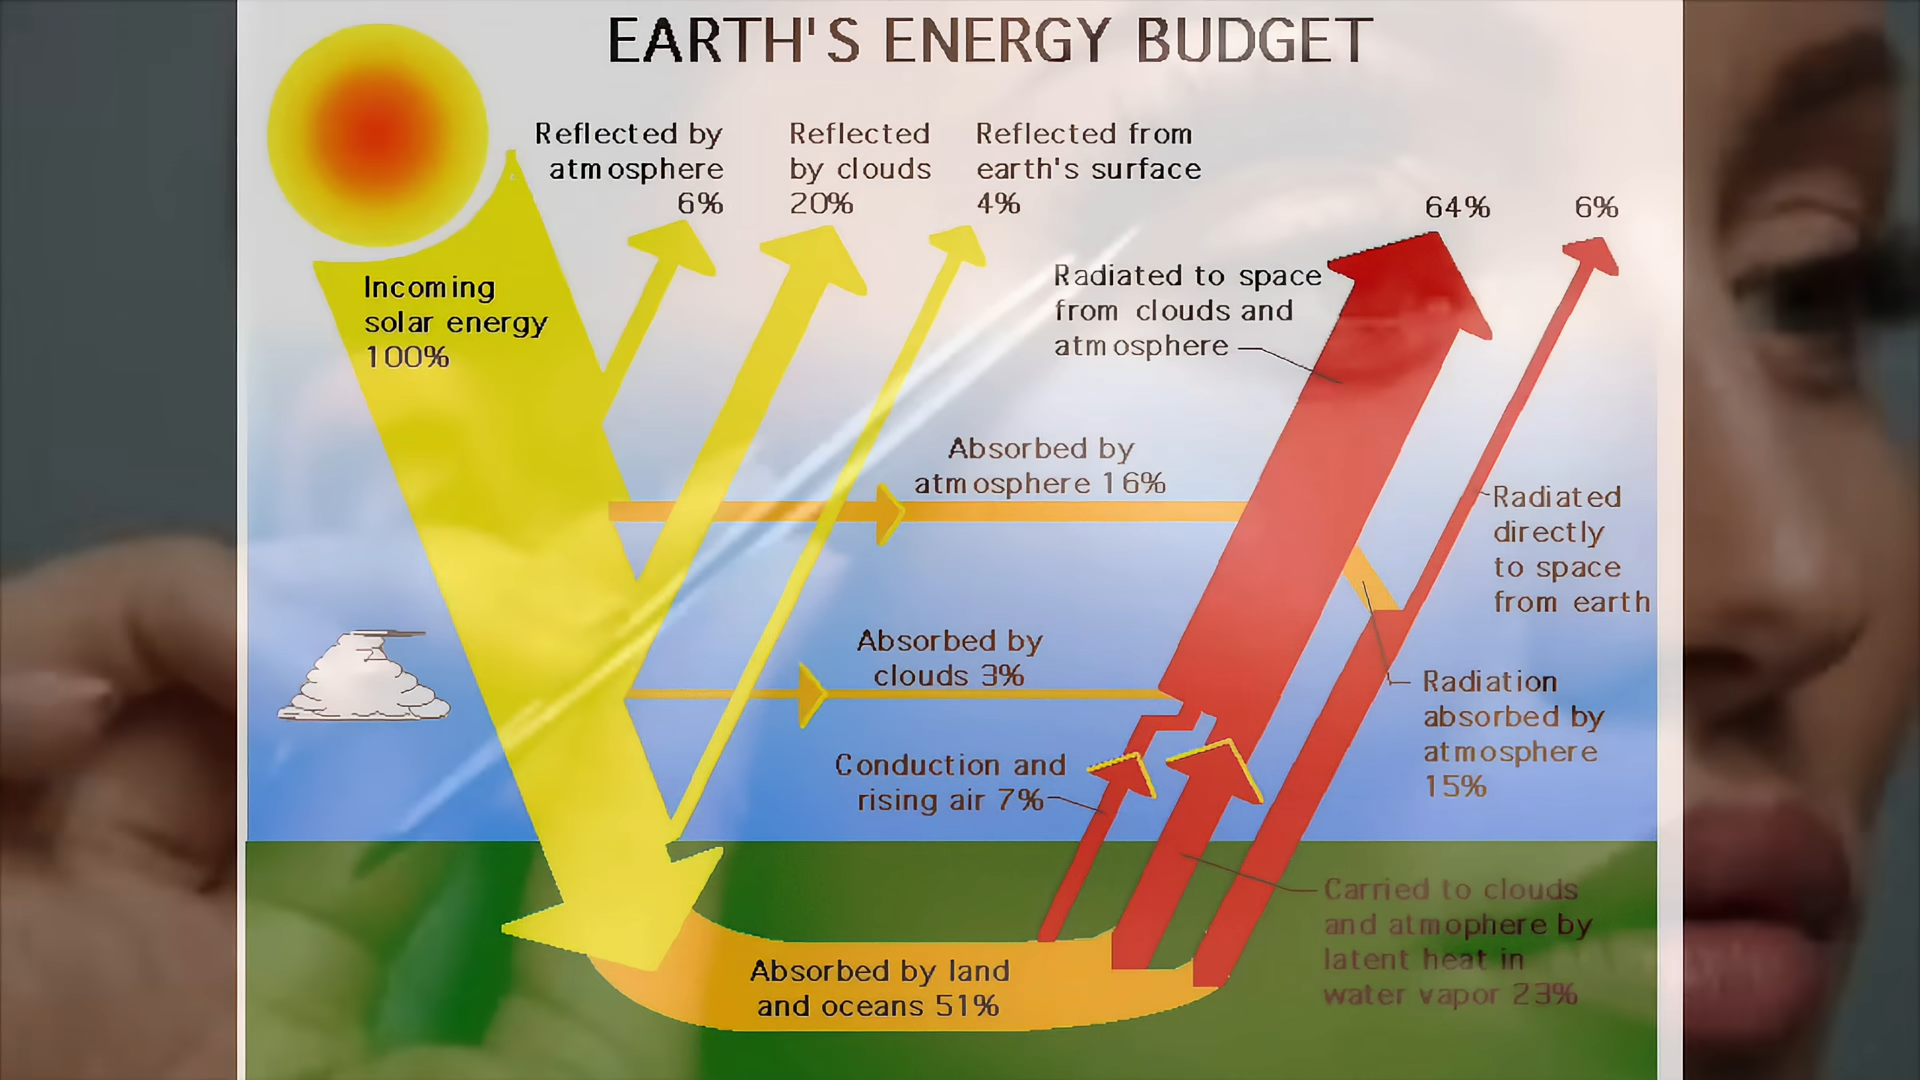 EARTH'S ENERGY BUDGET
Reflected by
atmosphere
6%
Reflected
by clouds
20%
Reflected from
earth's surface
4%
64%
6%
Incoming
solar energy
100%
Radiated to space
from clouds and
atmosphere
Absorbed by
atmosphere 16%
Radiated
directly
to space
from earth
Absorbed by
clouds 3%
Radiation
absorbed by
atmosphere
15%
Conduction and
rising air 7%
Carried to clouds
and atmophere by
latent heat in
water vapor 23%
Absorbed by land
and oceans 51%